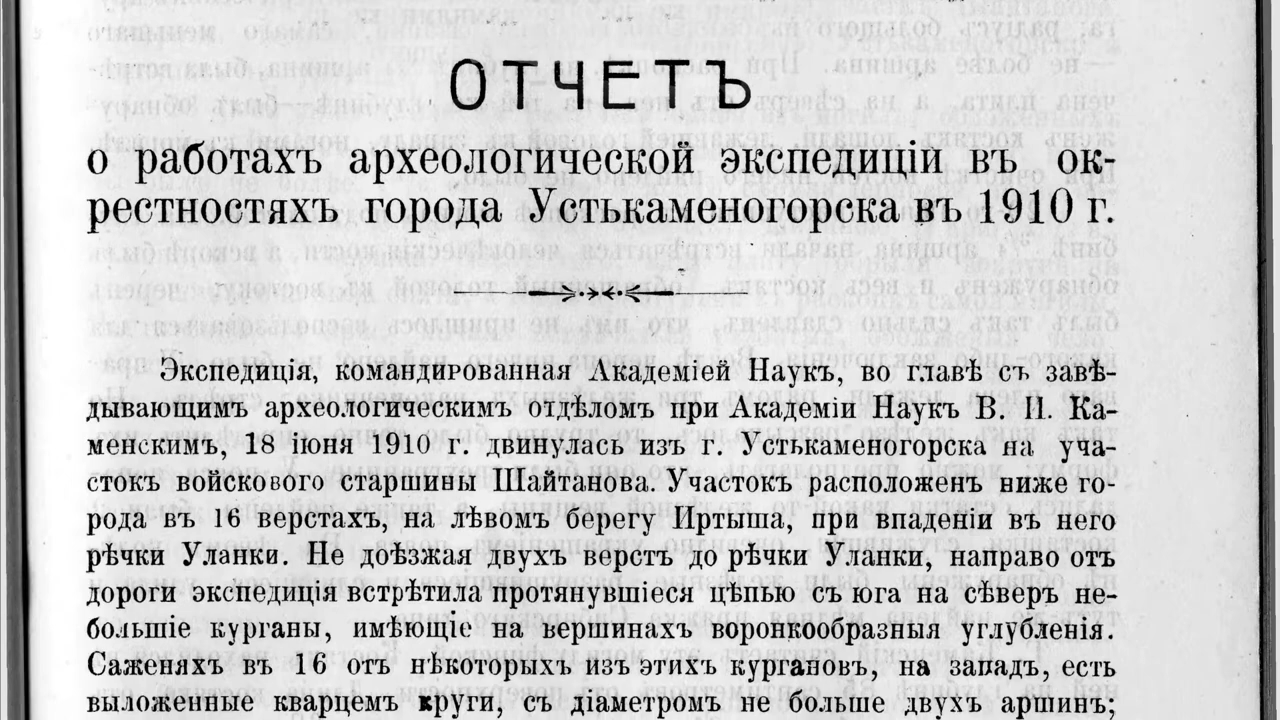 ОТЧЕТЪ
о работахъ археологической экспедиціи въ ок-
рестностяхъ города Устькаменогорска въ 1910 г.
Экспедиція, командированная Академіей Наукъ, во главѣ съ завѣ-
дывающимъ археологическимъ отдѣломъ при Академіи Наукъ В. И. Ка-
менскимъ, 18 іюня 1910 г. двинулась изъ г. Устькаменогорска на уча-
стокъ войскового старшины Шайтанова. Участокъ расположенъ ниже го-
рода въ 16 верстахъ, на лѣвомъ берегу Иртыша, при впаденіи въ него
рѣчки Уланки. Не доѣзжая двухъ верстъ до рѣчки Уланки, направо отъ
дороги экспедиція встрѣтила протянувшіеся цѣпью съ юга на сѣверъ не-
большіе курганы, имѣющіе на вершинахъ воронкообразныя углубленія.
Саженяхъ въ 16 отъ нѣкоторыхъ изъ этихъ кургановъ, на западъ, есть
выложенные кварцемъ круги, съ діаметромъ не больше двухъ аршинъ;